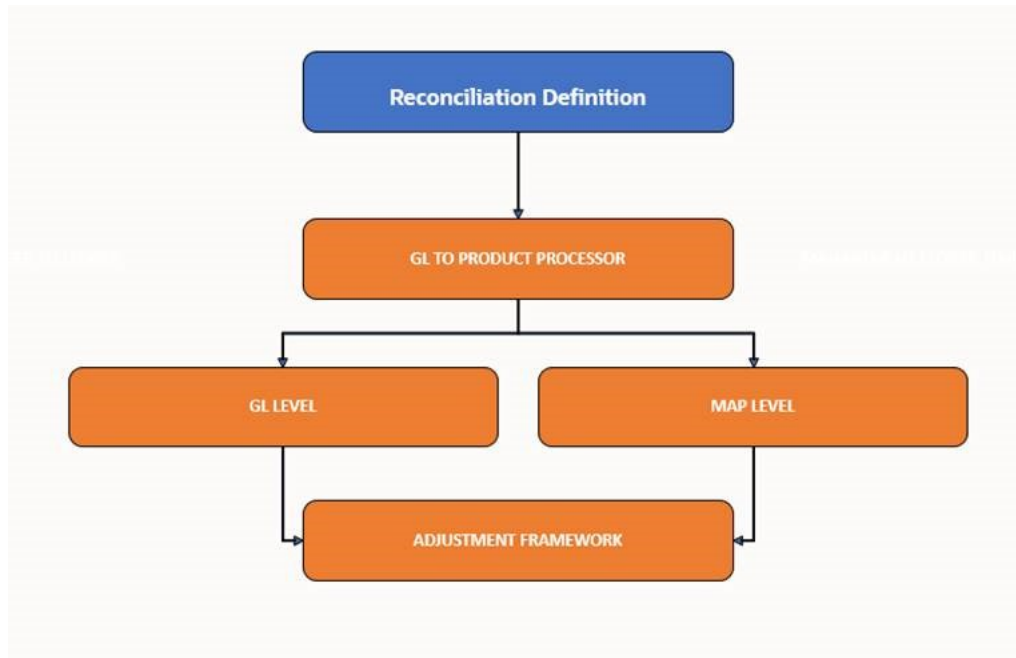 Reconciliation Definition
GL TO PRODUCT PROCESSOR
GL LEVEL
MAP LEVEL
ADJUSTMENT FRAMEWORK